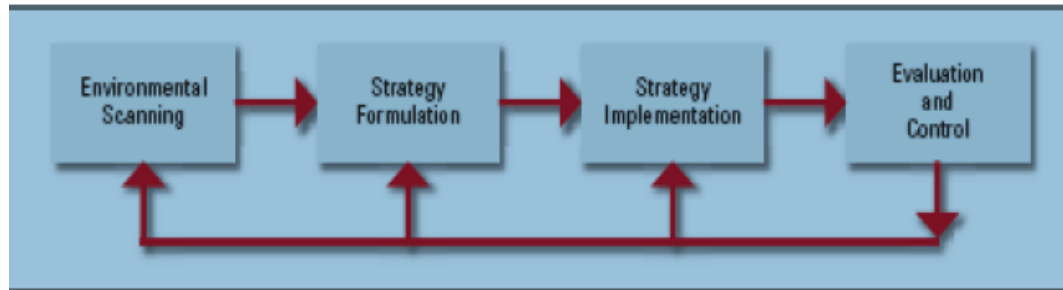 Environmental
Scanning
Strategy
Formulation
Strategy
Implementation
Evaluation
and
Control